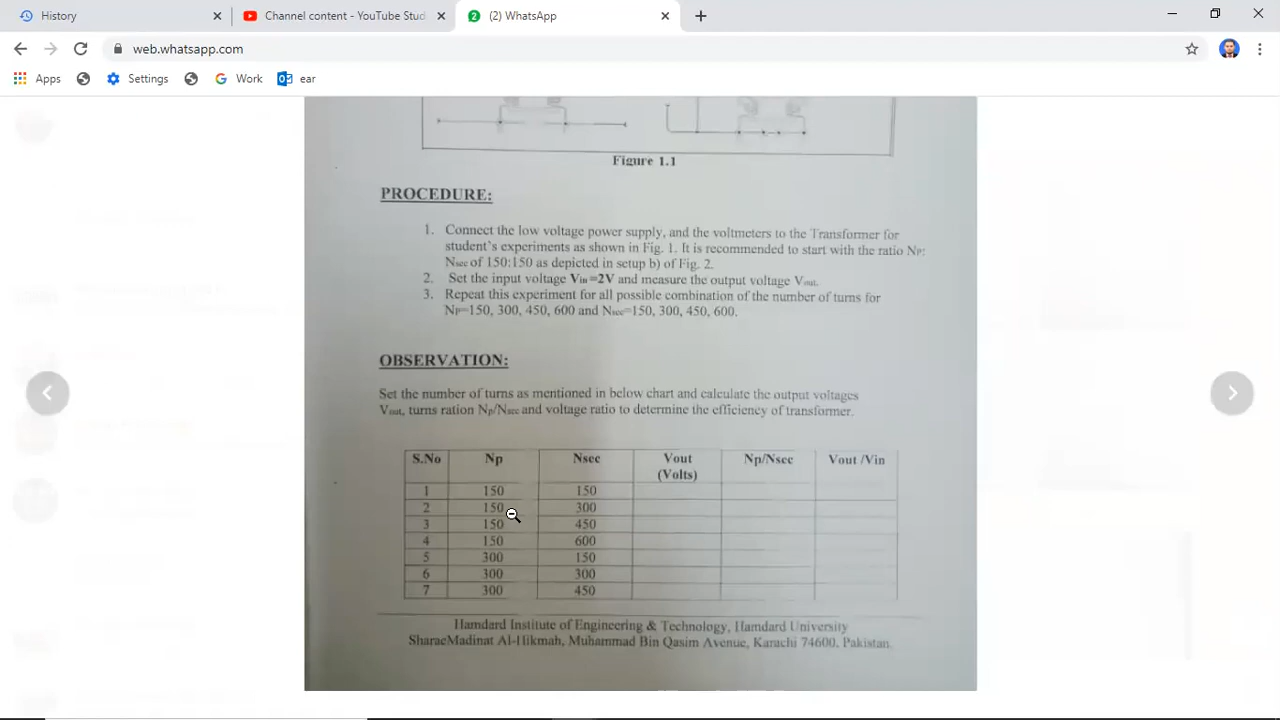 History
Channel content - YouTube Stud
(2) WhatsApp
web.whatsapp.com
Apps
Settings
Work
ear
Figure 1.1
PROCEDURE:
1. Connect the low voltage power supply, and the voltmeters to the Transformer for
student's experiments as shown in Fig. 1. It is recommended to start with the ratio NP:
Nsec of 150:150 as depicted in setup b) of Fig. 2.
2. Set the input voltage Vin=2V and measure the output voltage Vout.
3. Repeat this experiment for all possible combination of the number of turns for
NP=150, 300, 450, 600 and Nsec=150, 300, 450, 600.
OBSERVATION:
Set the number of turns as mentioned in below chart and calculate the output voltages
Vout, turns ration Np/Nsec and voltage ratio to determine the efficiency of transformer.
S.No Np Nsec Vout Np/Nsec Vout /Vin
(Volts)
1 150 150
2 150 300
3 150 450
4 150 600
5 300 150
6 300 300
7 300 450
Hamdard Institute of Engineering & Technology, Hamdard University
SharaeMadinat Al-Hikmah, Muhammad Bin Qasim Avenue, Karachi 74600, Pakistan.